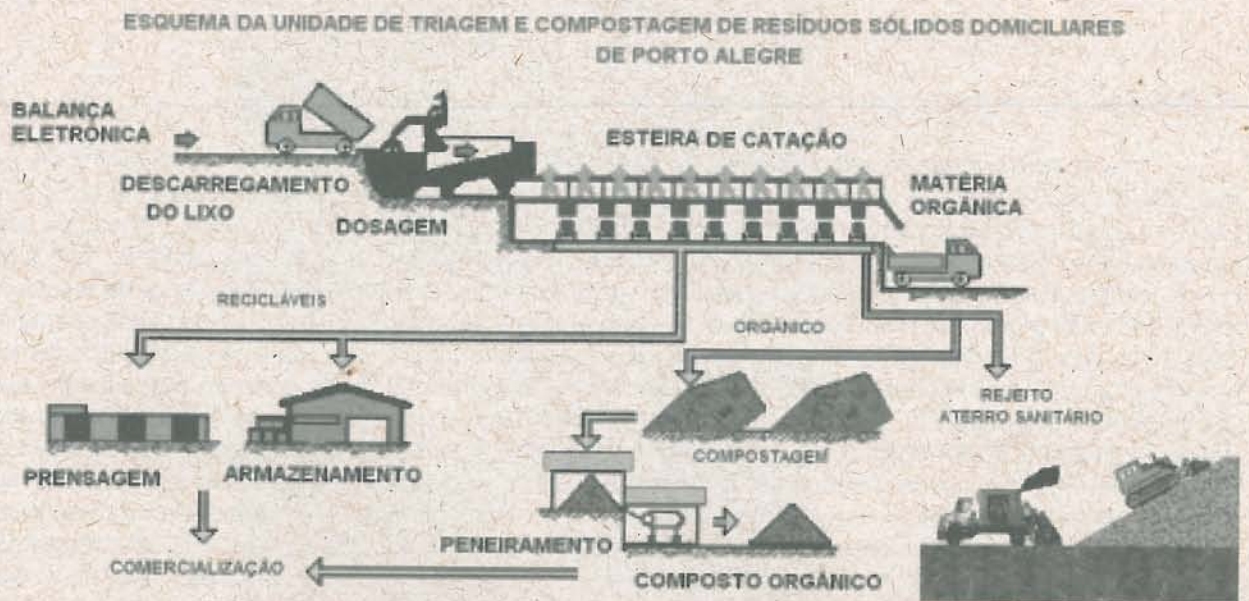 ESQUEMA DA UNIDADE DE TRIAGEM E COMPOSTAGEM DE RESÍDUOS SÓLIDOS DOMICILIARES
DE PORTO ALEGRE
BALANÇA
ELETRÔNICA
ESTEIRA DE CATAÇÃO
DESCARREGAMENTO
DO LIXO
DOSAGEM
MATÉRIA
ORGÂNICA
RECICLÁVEIS
ORGÂNICO
REJEITO
ATERRO SANITÁRIO
PRENSAGEM
ARMAZENAMENTO
COMPOSTAGEM
PENEIRAMENTO
COMERCIALIZAÇÃO
COMPOSTO ORGÂNICO